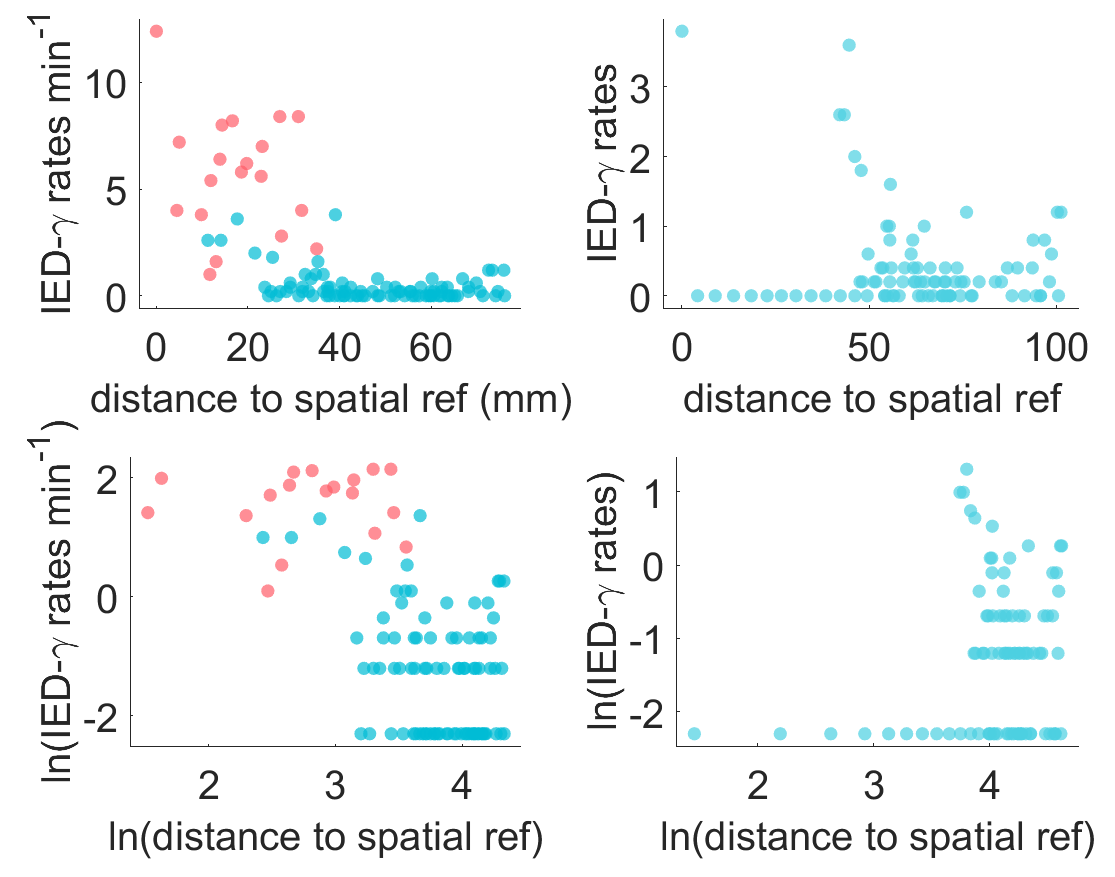 IED-γ rates min⁻¹
10
5
0
0 20 40 60
distance to spatial ref (mm)
IED-γ rates
3
2
1
0
0 50 100
distance to spatial ref
ln(IED-γ rates min⁻¹)
2
0
-2
2 3 4
ln(distance to spatial ref)
ln(IED-γ rates)
1
0
-1
-2
2 3 4
ln(distance to spatial ref)